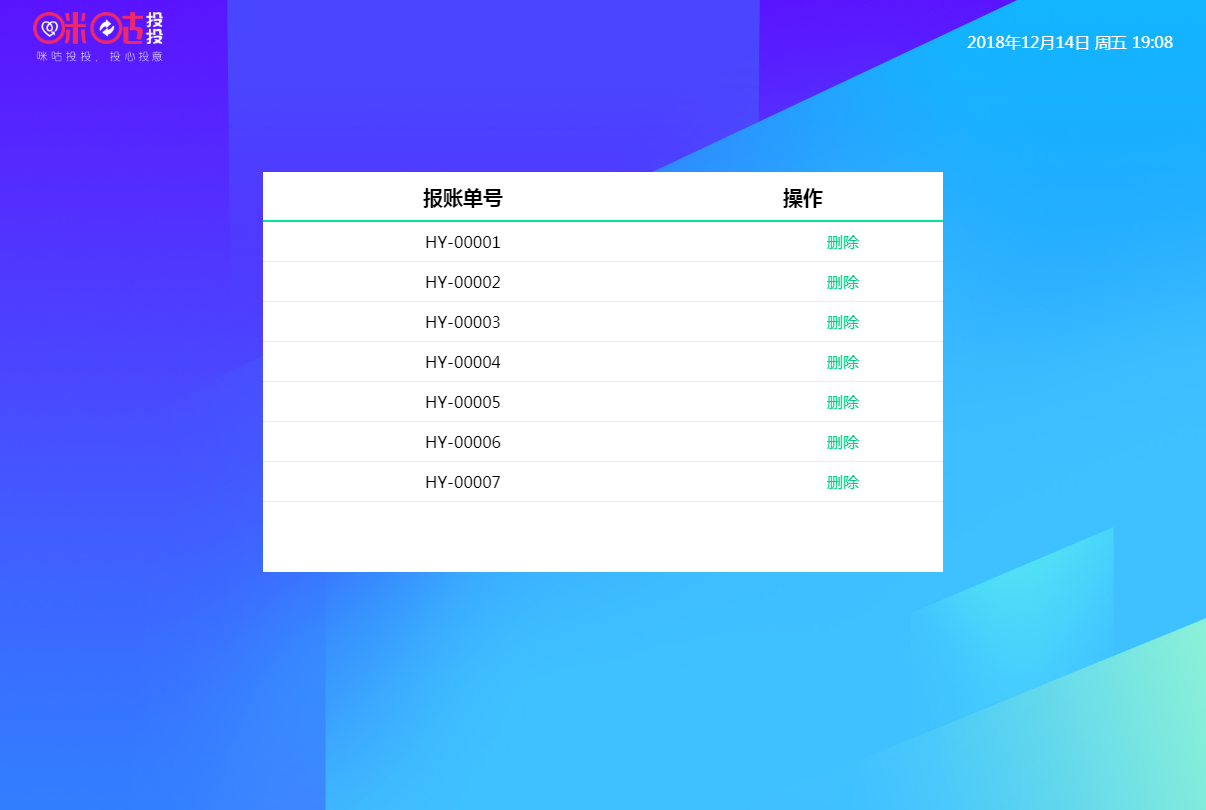 咪咕投投
咪咕投投，投心投意
2018年12月14日 周五 19:08
报账单号 操作
HY-00001 删除
HY-00002 删除
HY-00003 删除
HY-00004 删除
HY-00005 删除
HY-00006 删除
HY-00007 删除